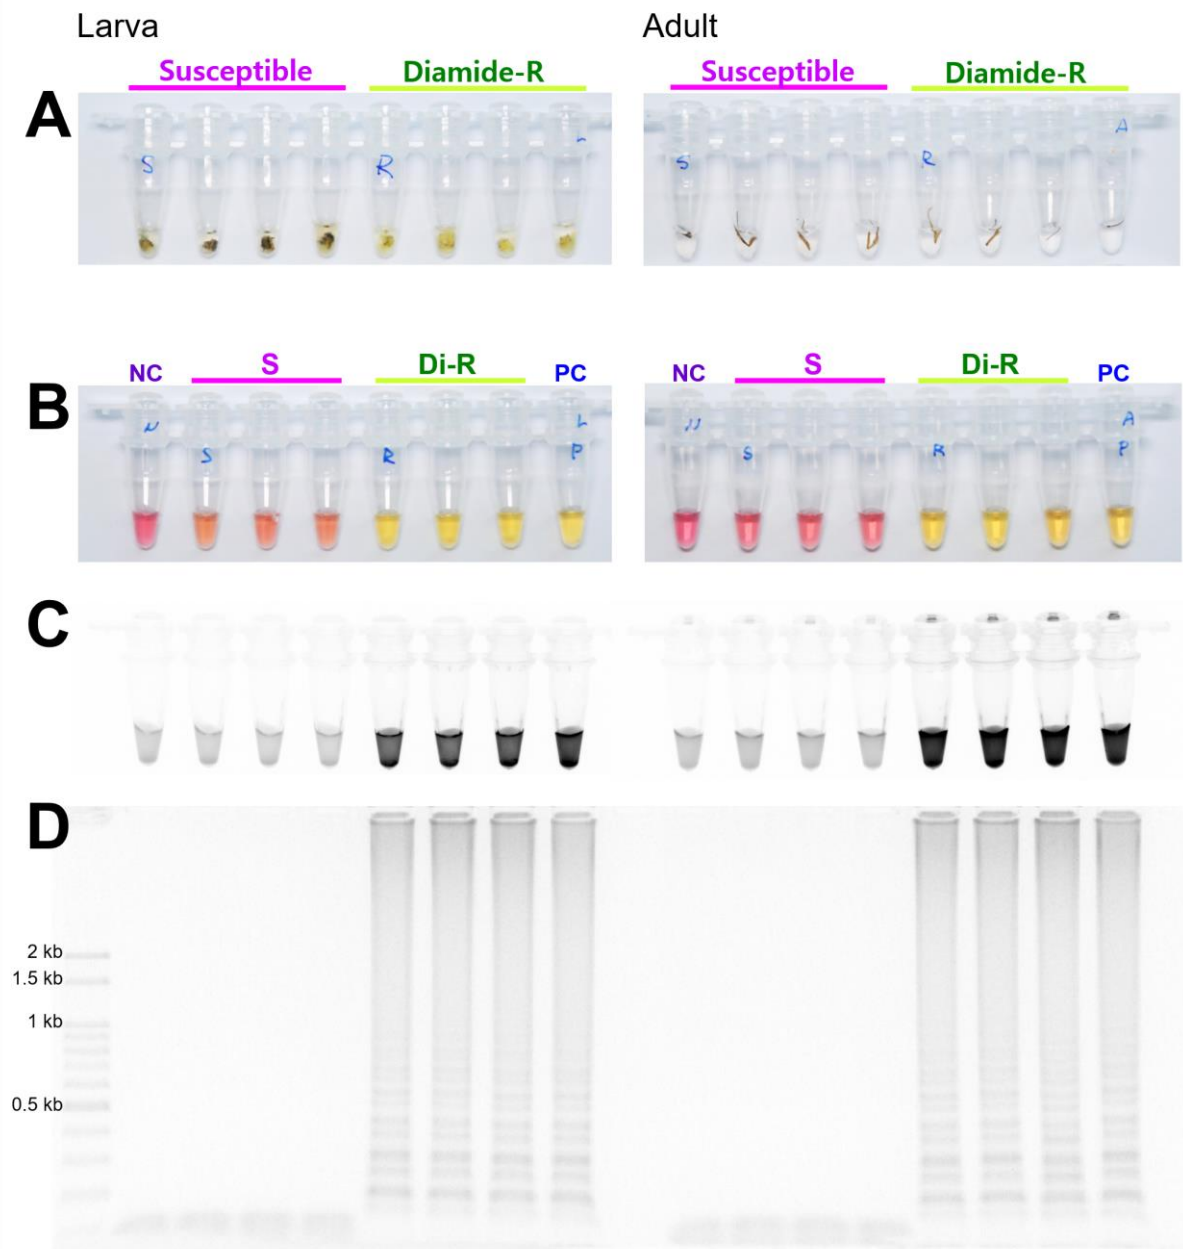 Larva Adult
Susceptible Diamide-R Susceptible Diamide-R
A
S R A
S R
NC S Di-R PC NC S Di-R PC
B
N L N A
S R P S R P
C
D
2 kb
1.5 kb
1 kb
0.5 kb